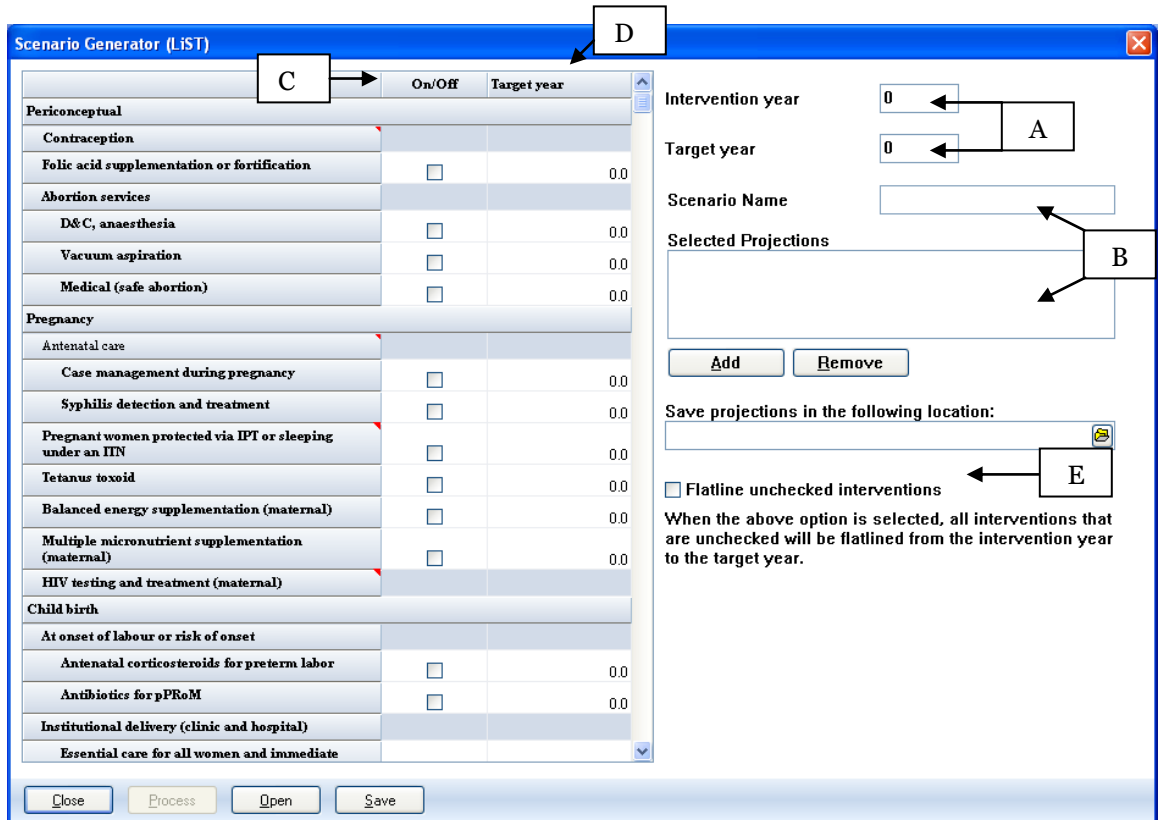 D
Scenario Generator (LiST)
C
On/Off Target year
Periconceptual
Contraception
Folic acid supplementation or fortification 0.0
Abortion services
D&C, anaesthesia 0.0
Vacuum aspiration 0.0
Medical (safe abortion) 0.0
Pregnancy
Antenatal care
Case management during pregnancy 0.0
Syphilis detection and treatment 0.0
Pregnant women protected via IPT or sleeping
under an ITN 0.0
Tetanus toxoid 0.0
Balanced energy supplementation (maternal) 0.0
Multiple micronutrient supplementation
(maternal) 0.0
HIV testing and treatment (maternal)
Child birth
At onset of labour or risk of onset
Antenatal corticosteroids for preterm labor 0.0
Antibiotics for pPRoM 0.0
Institutional delivery (clinic and hospital)
Essential care for all women and immediate
Intervention year 0
A
Target year 0
Scenario Name
Selected Projections
B
Add Remove
Save projections in the following location:
E
Flatline unchecked interventions
When the above option is selected, all interventions that
are unchecked will be flatlined from the intervention year
to the target year.
Close Process Open Save